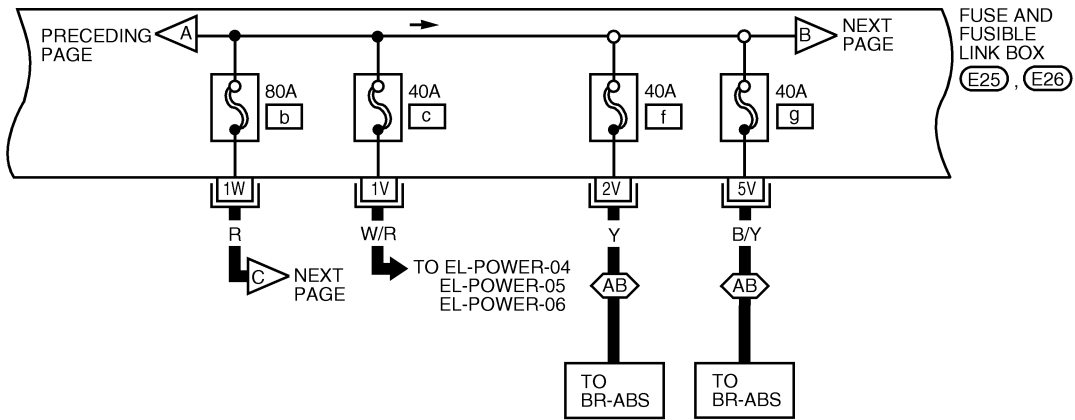 PRECEDING
PAGE
A
B
NEXT
PAGE
FUSE AND
FUSIBLE
LINK BOX
E25 , E26
80A
b
40A
c
40A
f
40A
g
1W
1V
2V
5V
R
W/R
Y
B/Y
C
NEXT
PAGE
TO EL-POWER-04
EL-POWER-05
EL-POWER-06
AB
AB
TO
BR-ABS
TO
BR-ABS